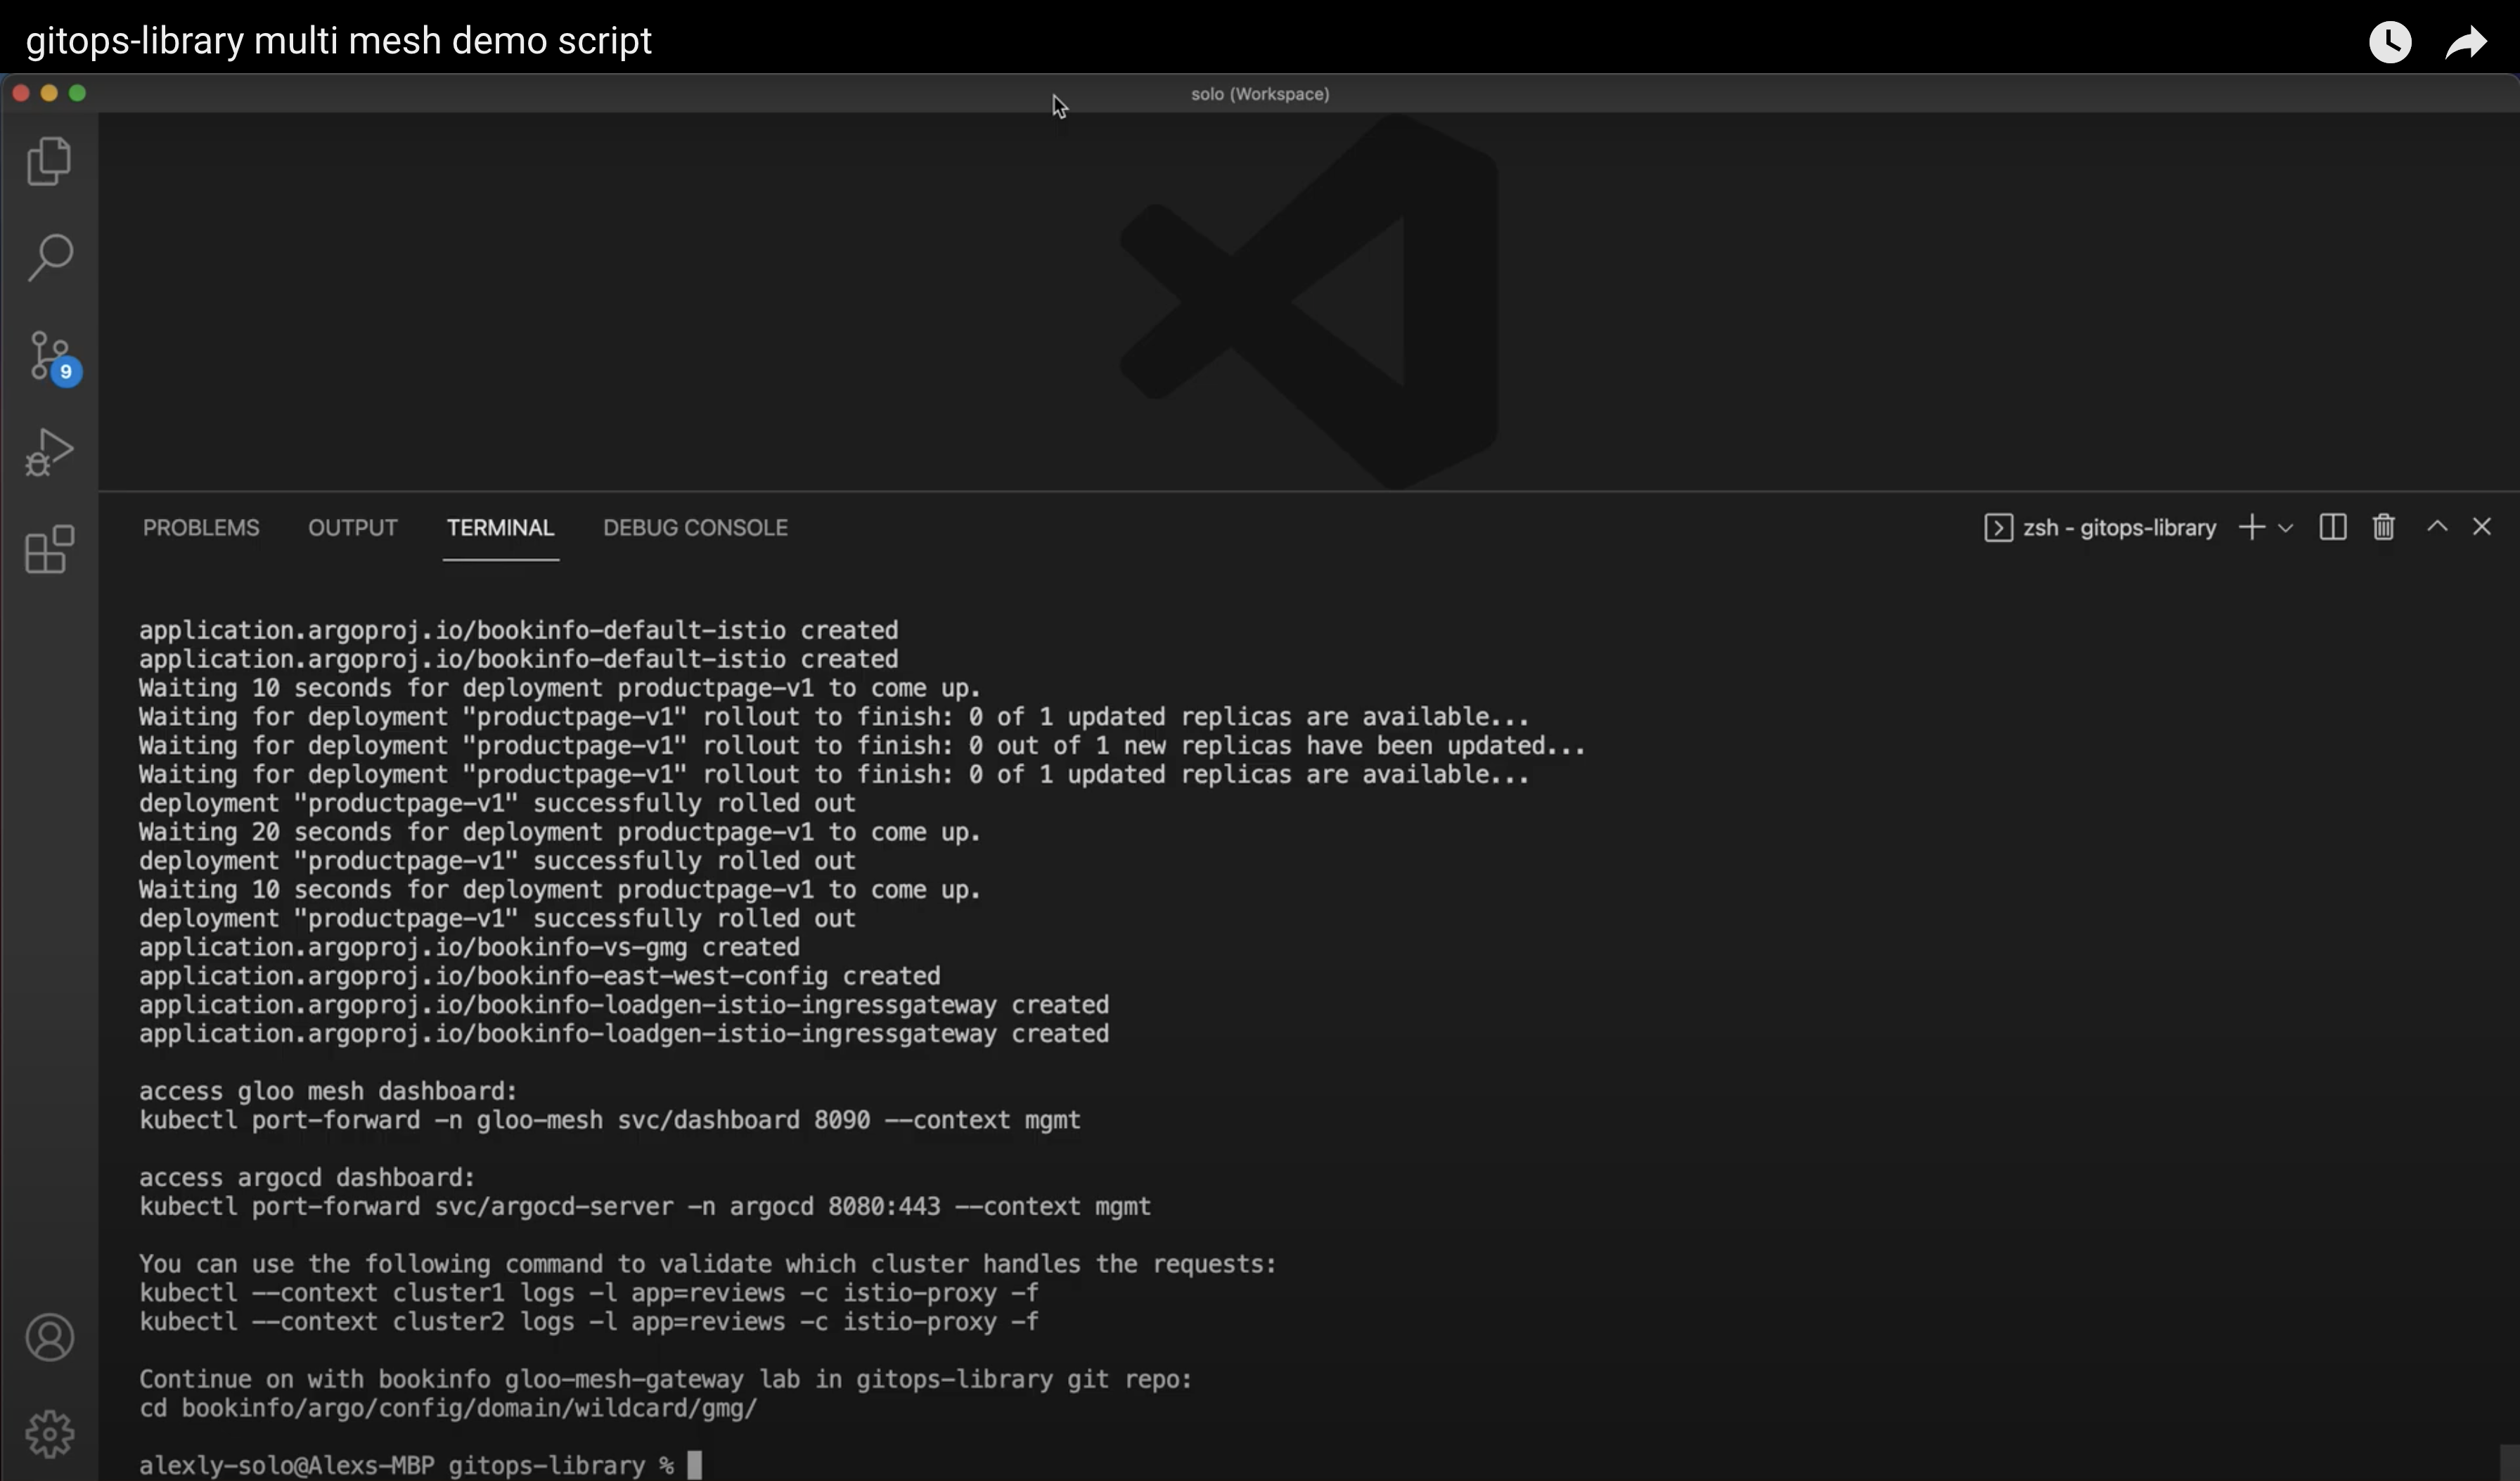 gitops-library multi mesh demo script
solo (Workspace)
9
PROBLEMS OUTPUT TERMINAL DEBUG CONSOLE zsh - gitops-library
application.argoproj.io/bookinfo-default-istio created
application.argoproj.io/bookinfo-default-istio created
Waiting 10 seconds for deployment productpage-v1 to come up.
Waiting for deployment "productpage-v1" rollout to finish: 0 of 1 updated replicas are available...
Waiting for deployment "productpage-v1" rollout to finish: 0 out of 1 new replicas have been updated...
Waiting for deployment "productpage-v1" rollout to finish: 0 of 1 updated replicas are available...
deployment "productpage-v1" successfully rolled out
Waiting 20 seconds for deployment productpage-v1 to come up.
deployment "productpage-v1" successfully rolled out
Waiting 10 seconds for deployment productpage-v1 to come up.
deployment "productpage-v1" successfully rolled out
application.argoproj.io/bookinfo-vs-gmg created
application.argoproj.io/bookinfo-east-west-config created
application.argoproj.io/bookinfo-loadgen-istio-ingressgateway created
application.argoproj.io/bookinfo-loadgen-istio-ingressgateway created
access gloo mesh dashboard:
kubectl port-forward -n gloo-mesh svc/dashboard 8090 --context mgmt
access argocd dashboard:
kubectl port-forward svc/argocd-server -n argocd 8080:443 --context mgmt
You can use the following command to validate which cluster handles the requests:
kubectl --context cluster1 logs -l app=reviews -c istio-proxy -f
kubectl --context cluster2 logs -l app=reviews -c istio-proxy -f
Continue on with bookinfo gloo-mesh-gateway lab in gitops-library git repo:
cd bookinfo/argo/config/domain/wildcard/gmg/
alexly-solo@Alexs-MBP gitops-library %